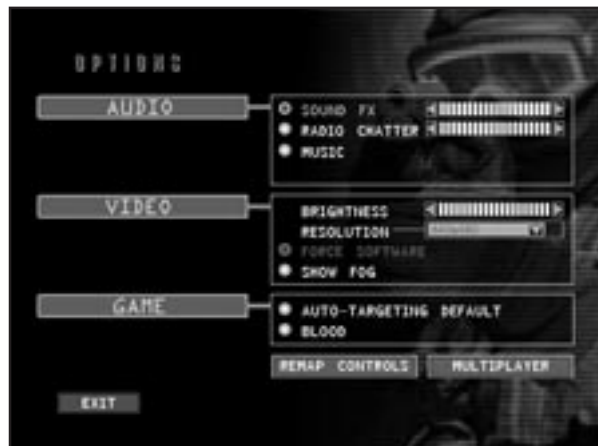 OPTIONS
AUDIO
SOUND FX
RADIO CHATTER
MUSIC
VIDEO
BRIGHTNESS
RESOLUTION
FORCE SOFTWARE
SHOW FOG
GAME
AUTO-TARGETING DEFAULT
BLOOD
REMAP CONTROLS
MULTIPLAYER
EXIT